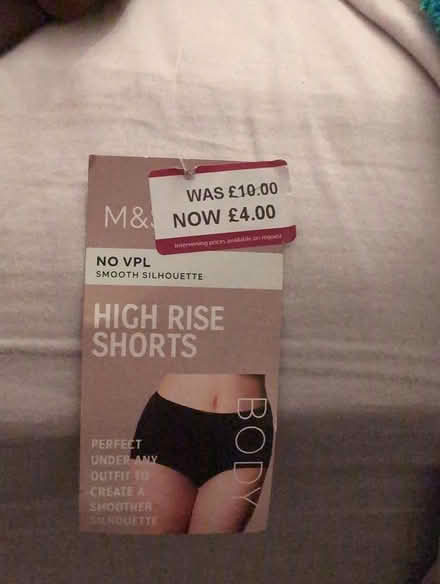 M&S
WAS £10.00
NOW £4.00
Intervening prices available on request
NO VPL
SMOOTH SILHOUETTE
HIGH RISE
SHORTS
BODY
PERFECT
UNDER ANY
OUTFIT TO
CREATE A
SMOOTHER
SILHOUETTE